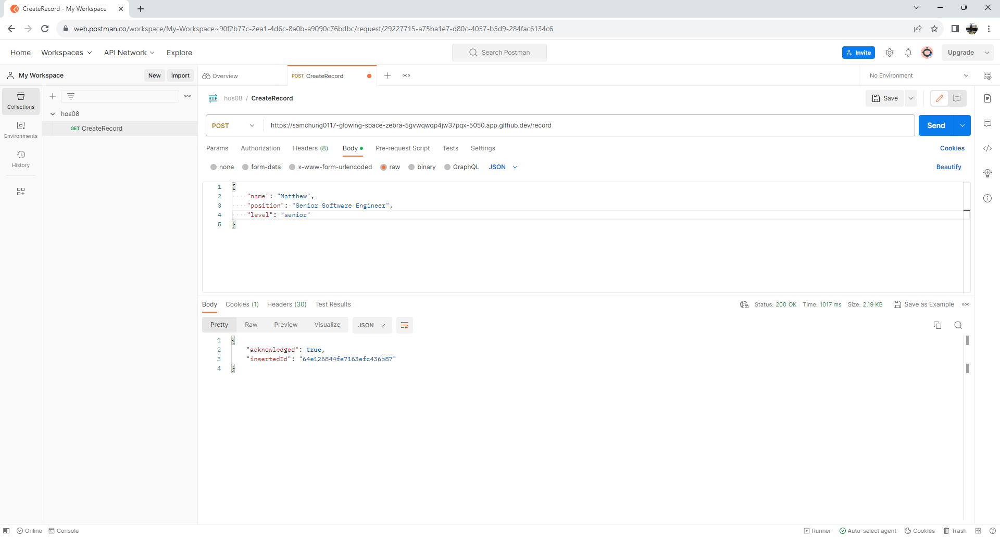 CreateRecord - My Workspace
web.postman.co/workspace/My-Workspace~90f2b77c-2ea1-4d6c-8a0b-a9090c76bdbc/request/29227715-a75ba1e7-d80c-4057-b5d9-284fac6134c6
Home Workspaces API Network Explore Search Postman Invite Upgrade
My Workspace New Import Overview POST CreateRecord No Environment
Collections
Environments
History
hos08
GET CreateRecord
HTTP hos08 / CreateRecord Save
POST https://samchung0117-glowing-space-zebra-5gvwqwqp4jw37pqx-5050.app.github.dev/record Send
Params Authorization Headers (8) Body Pre-request Script Tests Settings Cookies
none form-data x-www-form-urlencoded raw binary GraphQL JSON Beautify
1 {
2 "name": "Matthew",
3 "position": "Senior Software Engineer",
4 "level": "senior"
5 }
Body Cookies (1) Headers (30) Test Results Status: 200 OK Time: 1017 ms Size: 2.19 KB Save as Example
Pretty Raw Preview Visualize JSON
1 {
2 "acknowledged": true,
3 "insertedId": "64e126844fe7163efc436b87"
4 }
Online Console Runner Auto-select agent Cookies Trash